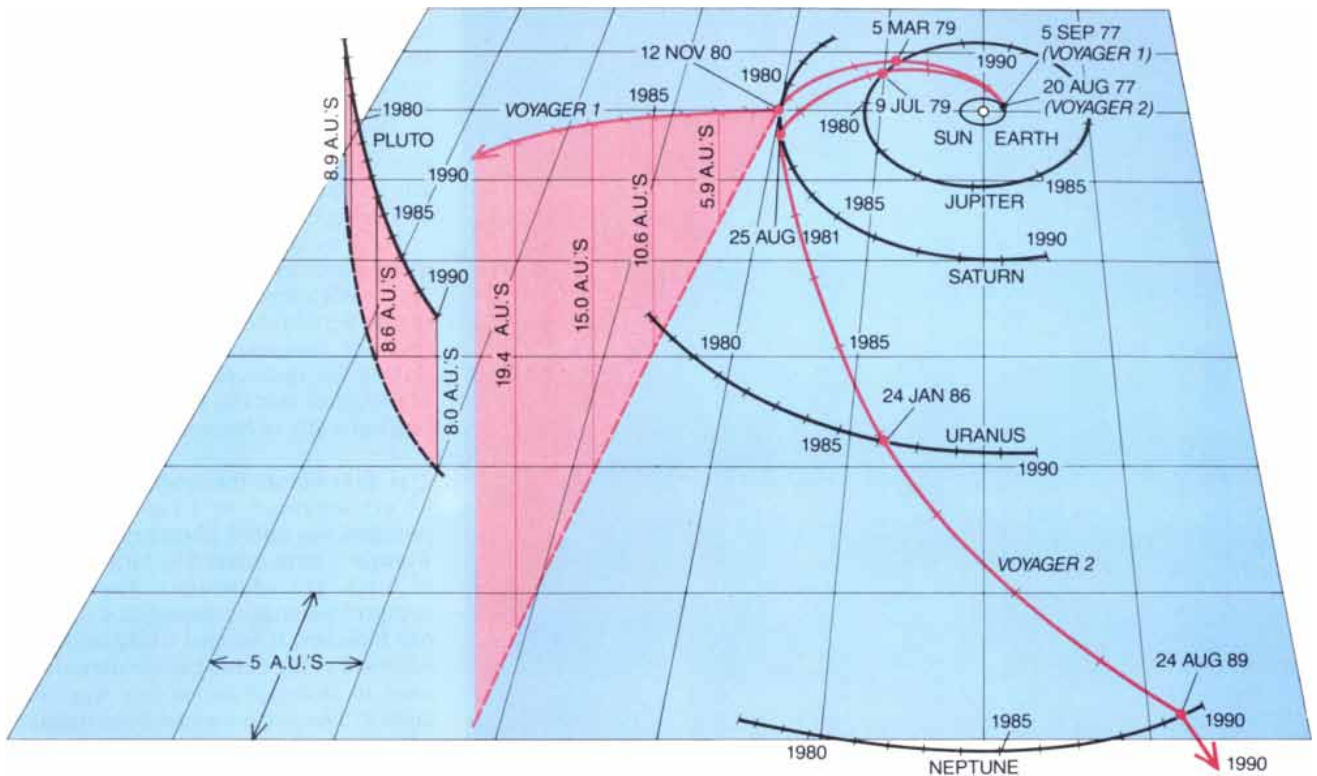 5 MAR 79
5 SEP 77
(VOYAGER 1)
12 NOV 80
1990
1980
20 AUG 77
(VOYAGER 2)
1985
VOYAGER 1
9 JUL 79
1980
PLUTO
1980
SUN
EARTH
8.9 A.U.'S
5.9 A.U.'S
1990
1985
1985
JUPITER
10.6 A.U.'S
1985
25 AUG 1981
1990
SATURN
1990
8.6 A.U.'S
15.0 A.U.'S
19.4 A.U.'S
1980
1985
8.0 A.U.'S
24 JAN 86
1985
URANUS
1990
VOYAGER 2
5 A.U.'S
24 AUG 89
1985
1990
1980
NEPTUNE
1990